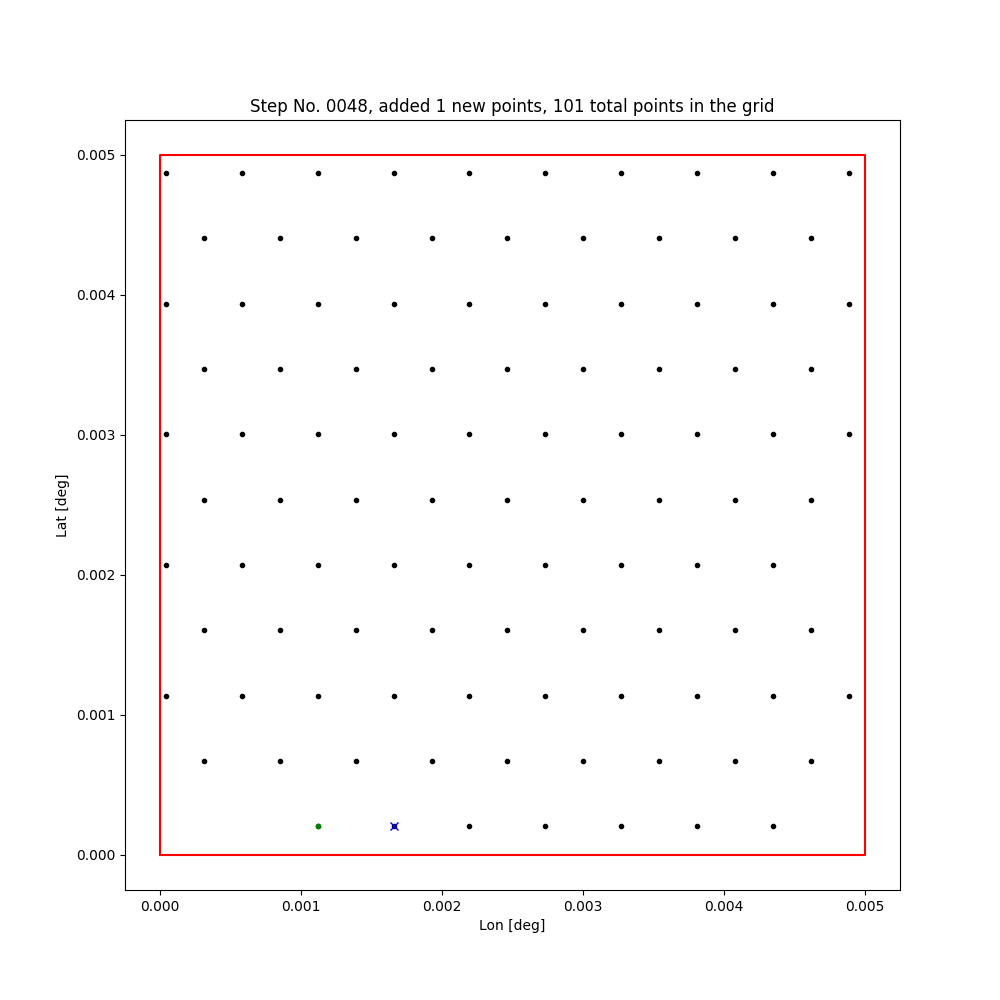 Step No. 0048, added 1 new points, 101 total points in the grid
0.005
0.004
0.003
0.002
0.001
0.000
Lat [deg]
0.000 0.001 0.002 0.003 0.004 0.005
Lon [deg]